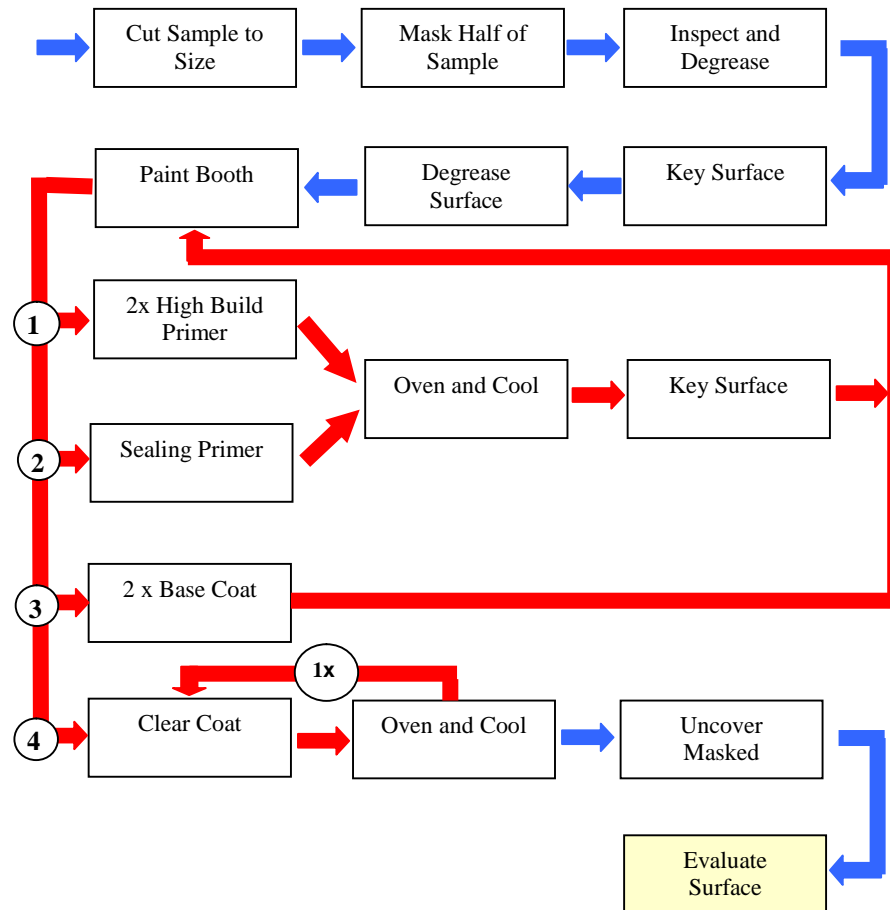 Cut Sample to
Size
Mask Half of
Sample
Inspect and
Degrease
Paint Booth
Degrease
Surface
Key Surface
1
2x High Build
Primer
Oven and Cool
Key Surface
2
Sealing Primer
3
2 x Base Coat
1x
4
Clear Coat
Oven and Cool
Uncover
Masked
Evaluate
Surface